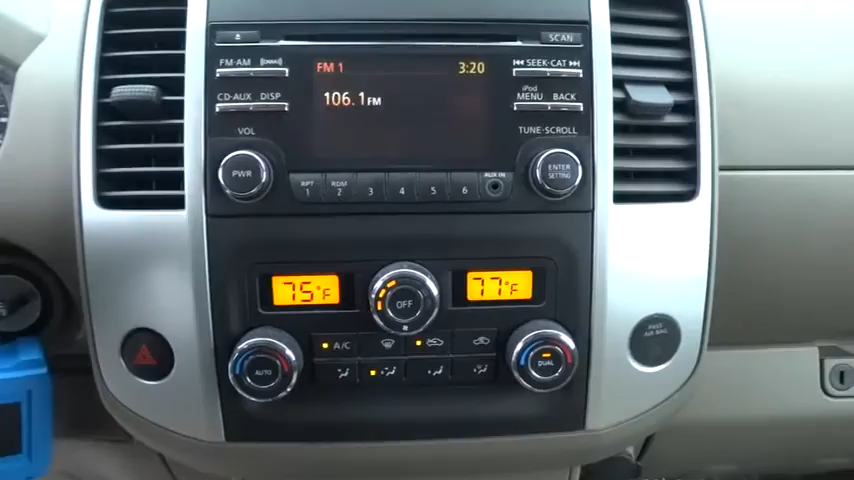 SCAN
FM·AM
FM 1
3:20
SEEK·CAT
106.1 FM
CD·AUX DISP
iPod
MENU BACK
VOL
TUNE·SCROLL
PWR
RPT 1
RDM 2
3
4
5
6
AUX IN
ENTER
SETTING
75°F
OFF
77°F
PASS
AIR BAG
A/C
AUTO
DUAL